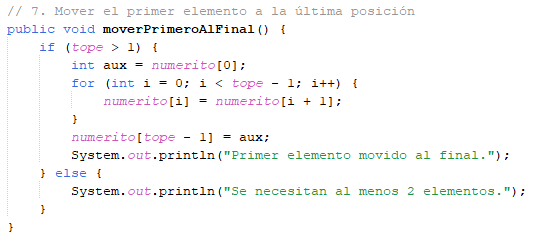 // 7. Mover el primer elemento a la última posición
public void moverPrimeroAlFinal() {
    if (tope > 1) {
        int aux = numerito[0];
        for (int i = 0; i < tope - 1; i++) {
            numerito[i] = numerito[i + 1];
        }
        numerito[tope - 1] = aux;
        System.out.println("Primer elemento movido al final.");
    } else {
        System.out.println("Se necesitan al menos 2 elementos.");
    }
}